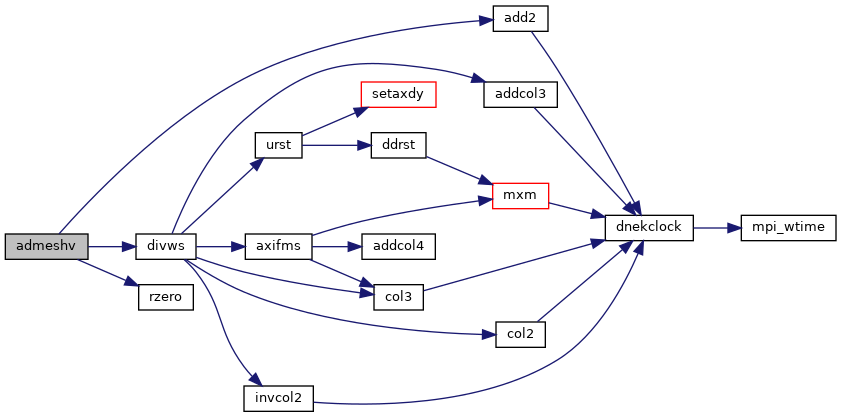 add2
addcol3
setaxdy
urst
ddrst
mxm
dnekclock
mpi_wtime
admeshv
divws
axifms
addcol4
rzero
col3
col2
invcol2